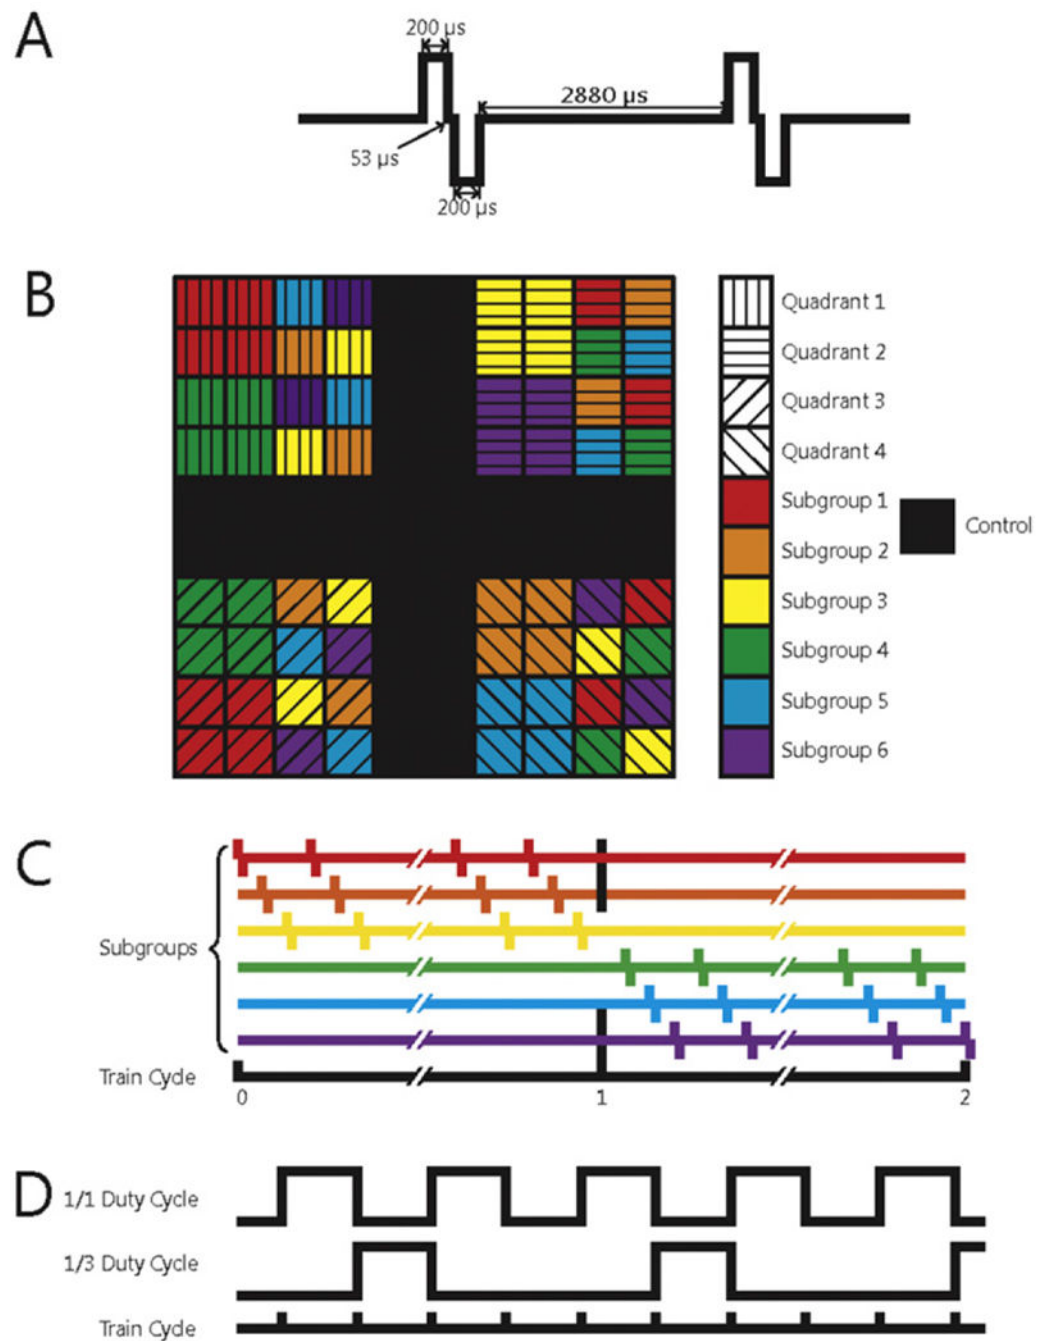 A
200 µs
2880 µs
53 µs
200 µs
B
Quadrant 1
Quadrant 2
Quadrant 3
Quadrant 4
Subgroup 1
Subgroup 2
Subgroup 3
Subgroup 4
Subgroup 5
Subgroup 6
Control
C
Subgroups
Train Cycle
0 1 2
D
1/1 Duty Cycle
1/3 Duty Cycle
Train Cycle